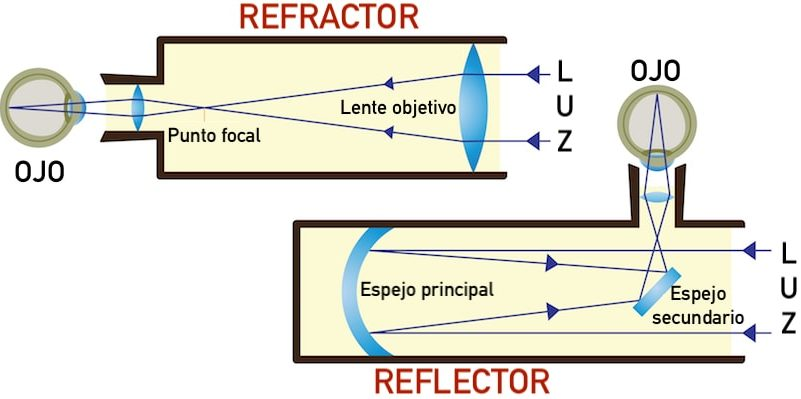 REFRACTOR
OJO
Punto focal
Lente objetivo
L
U
Z
OJO
Espejo principal
Espejo
secundario
L
U
Z
REFLECTOR